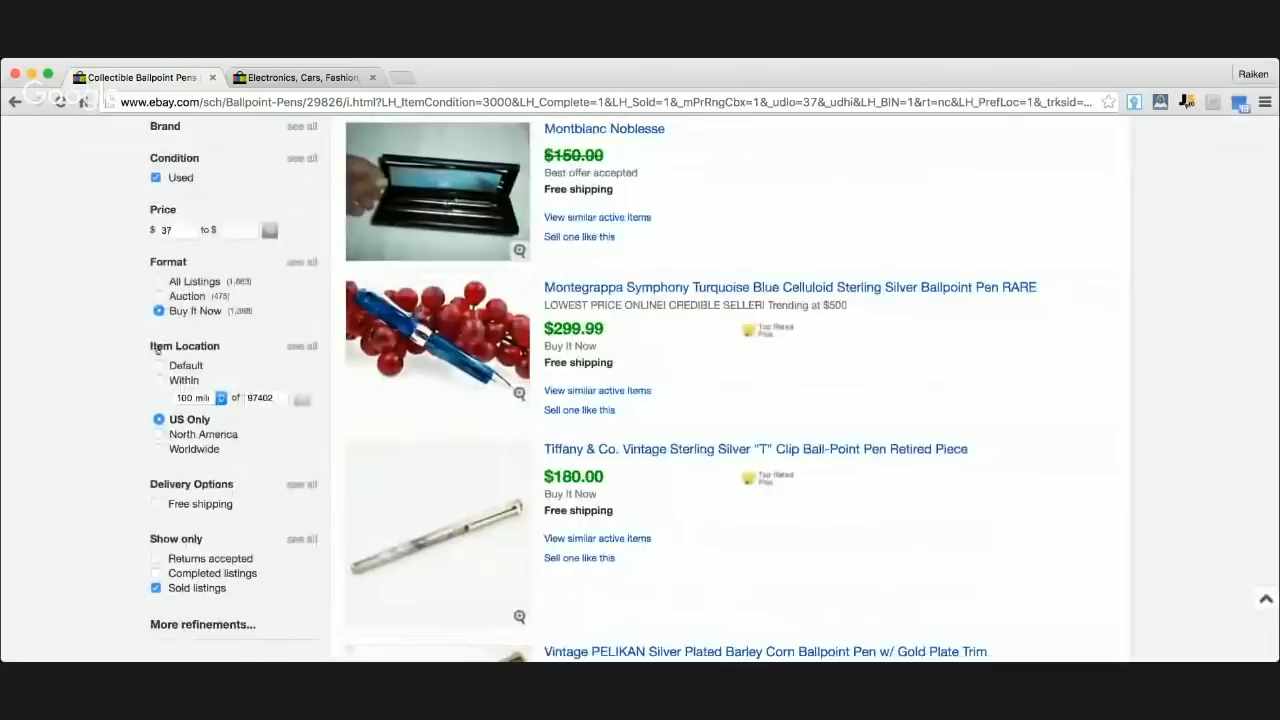 Collectible Ballpoint Pens
Electronics, Cars, Fashion,
Raiken
Google
www.ebay.com/sch/Ballpoint-Pens/29826/i.html?LH_ItemCondition=3000&LH_Complete=1&LH_Sold=1&_mPrRngCbx=1&_udlo=37&_udhi&LH_BIN=1&rt=nc&LH_PrefLoc=1&_trksid=...
Brand see all
Condition see all
Used
Price
$ 37 to $
Format see all
All Listings
Auction (475)
Buy It Now
Item Location see all
Default
Within
100 mil of 97402
US Only
North America
Worldwide
Delivery Options see all
Free shipping
Show only see all
Returns accepted
Completed listings
Sold listings
More refinements...
Montblanc Noblesse
$150.00
Best offer accepted
Free shipping
View similar active items
Sell one like this
Montegrappa Symphony Turquoise Blue Celluloid Sterling Silver Ballpoint Pen RARE
LOWEST PRICE ONLINE! CREDIBLE SELLER! Trending at $500
$299.99
Top Rated
Plus
Buy It Now
Free shipping
View similar active items
Sell one like this
Tiffany & Co. Vintage Sterling Silver "T" Clip Ball-Point Pen Retired Piece
$180.00
Top Rated
Plus
Buy It Now
Free shipping
View similar active items
Sell one like this
Vintage PELIKAN Silver Plated Barley Corn Ballpoint Pen w/ Gold Plate Trim